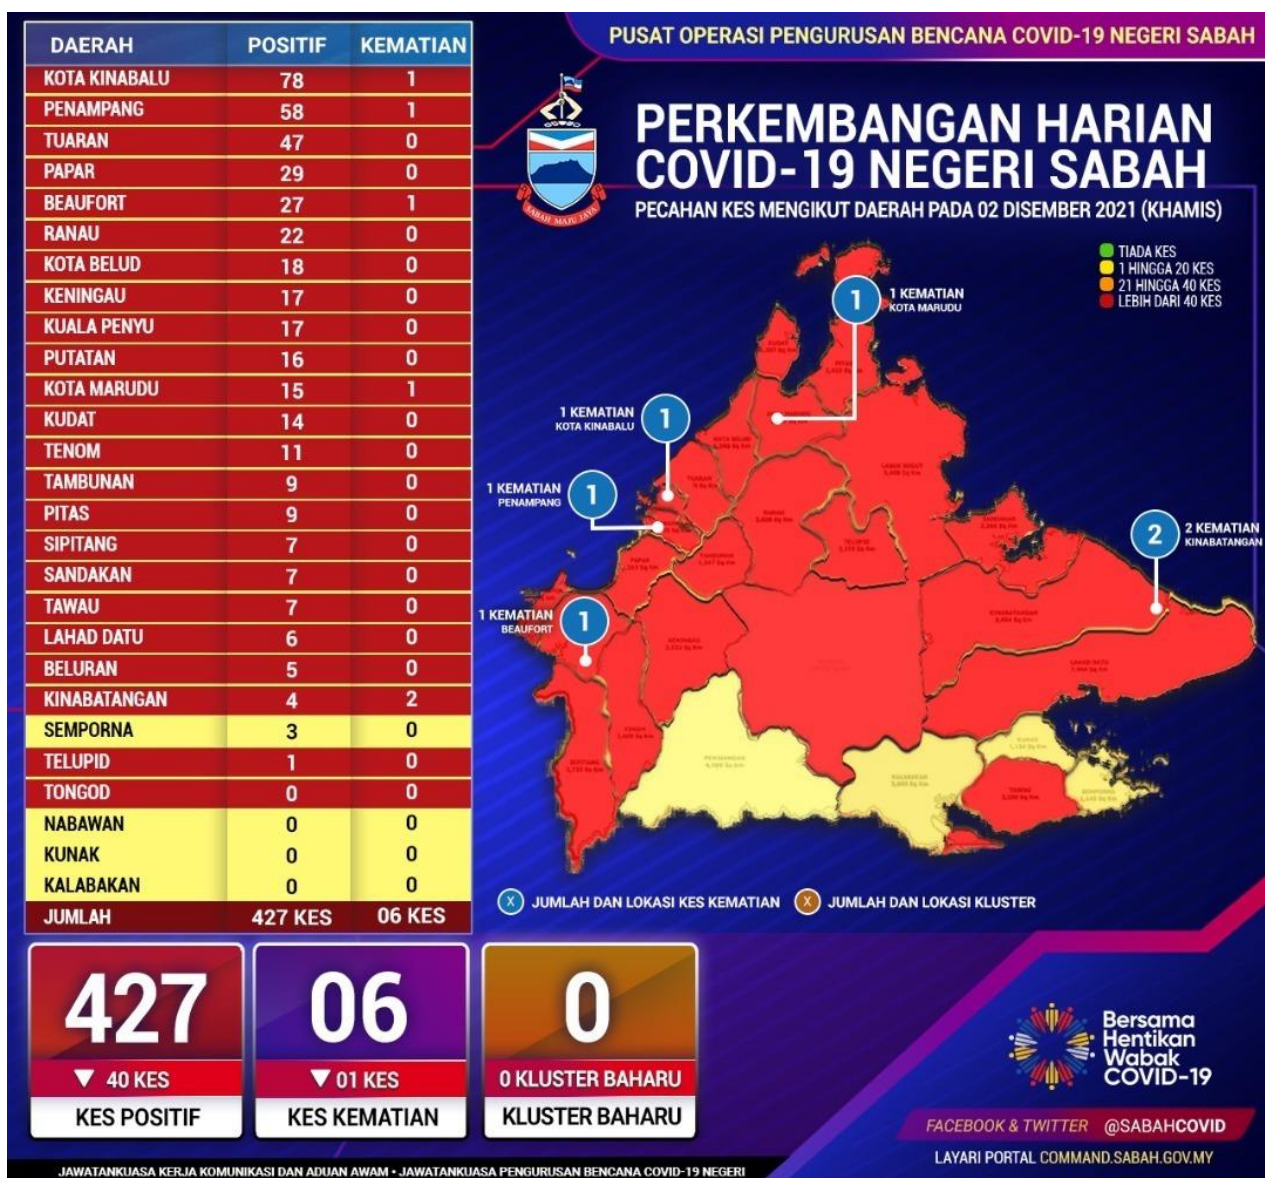 DAERAH POSITIF KEMATIAN
KOTA KINABALU 78 1
PENAMPANG 58 1
TUARAN 47 0
PAPAR 29 0
BEAUFORT 27 1
RANAU 22 0
KOTA BELUD 18 0
KENINGAU 17 0
KUALA PENYU 17 0
PUTATAN 16 0
KOTA MARUDU 15 1
KUDAT 14 0
TENOM 11 0
TAMBUNAN 9 0
PITAS 9 0
SIPITANG 7 0
SANDAKAN 7 0
TAWAU 7 0
LAHAD DATU 6 0
BELURAN 5 0
KINABATANGAN 4 2
SEMPORNA 3 0
TELUPID 1 0
TONGOD 0 0
NABAWAN 0 0
KUNAK 0 0
KALABAKAN 0 0
JUMLAH 427 KES 06 KES
PUSAT OPERASI PENGURUSAN BENCANA COVID-19 NEGERI SABAH
SABAH MAJU JAYA
PERKEMBANGAN HARIAN
COVID-19 NEGERI SABAH
PECAHAN KES MENGIKUT DAERAH PADA 02 DISEMBER 2021 (KHAMIS)
TIADA KES
1 HINGGA 20 KES
21 HINGGA 40 KES
LEBIH DARI 40 KES
1
1 KEMATIAN
KOTA MARUDU
1 KEMATIAN
KOTA KINABALU
1
1 KEMATIAN
PENAMPANG
1
2
2 KEMATIAN
KINABATANGAN
1 KEMATIAN
BEAUFORT
1
X JUMLAH DAN LOKASI KES KEMATIAN
X JUMLAH DAN LOKASI KLUSTER
427
▼ 40 KES
KES POSITIF
06
▼ 01 KES
KES KEMATIAN
0
0 KLUSTER BAHARU
KLUSTER BAHARU
Bersama
Hentikan
Wabak
COVID-19
FACEBOOK & TWITTER @SABAHCOVID
LAYARI PORTAL COMMAND.SABAH.GOV.MY
JAWATANKUASA KERJA KOMUNIKASI DAN ADUAN AWAM • JAWATANKUASA PENGURUSAN BENCANA COVID-19 NEGERI